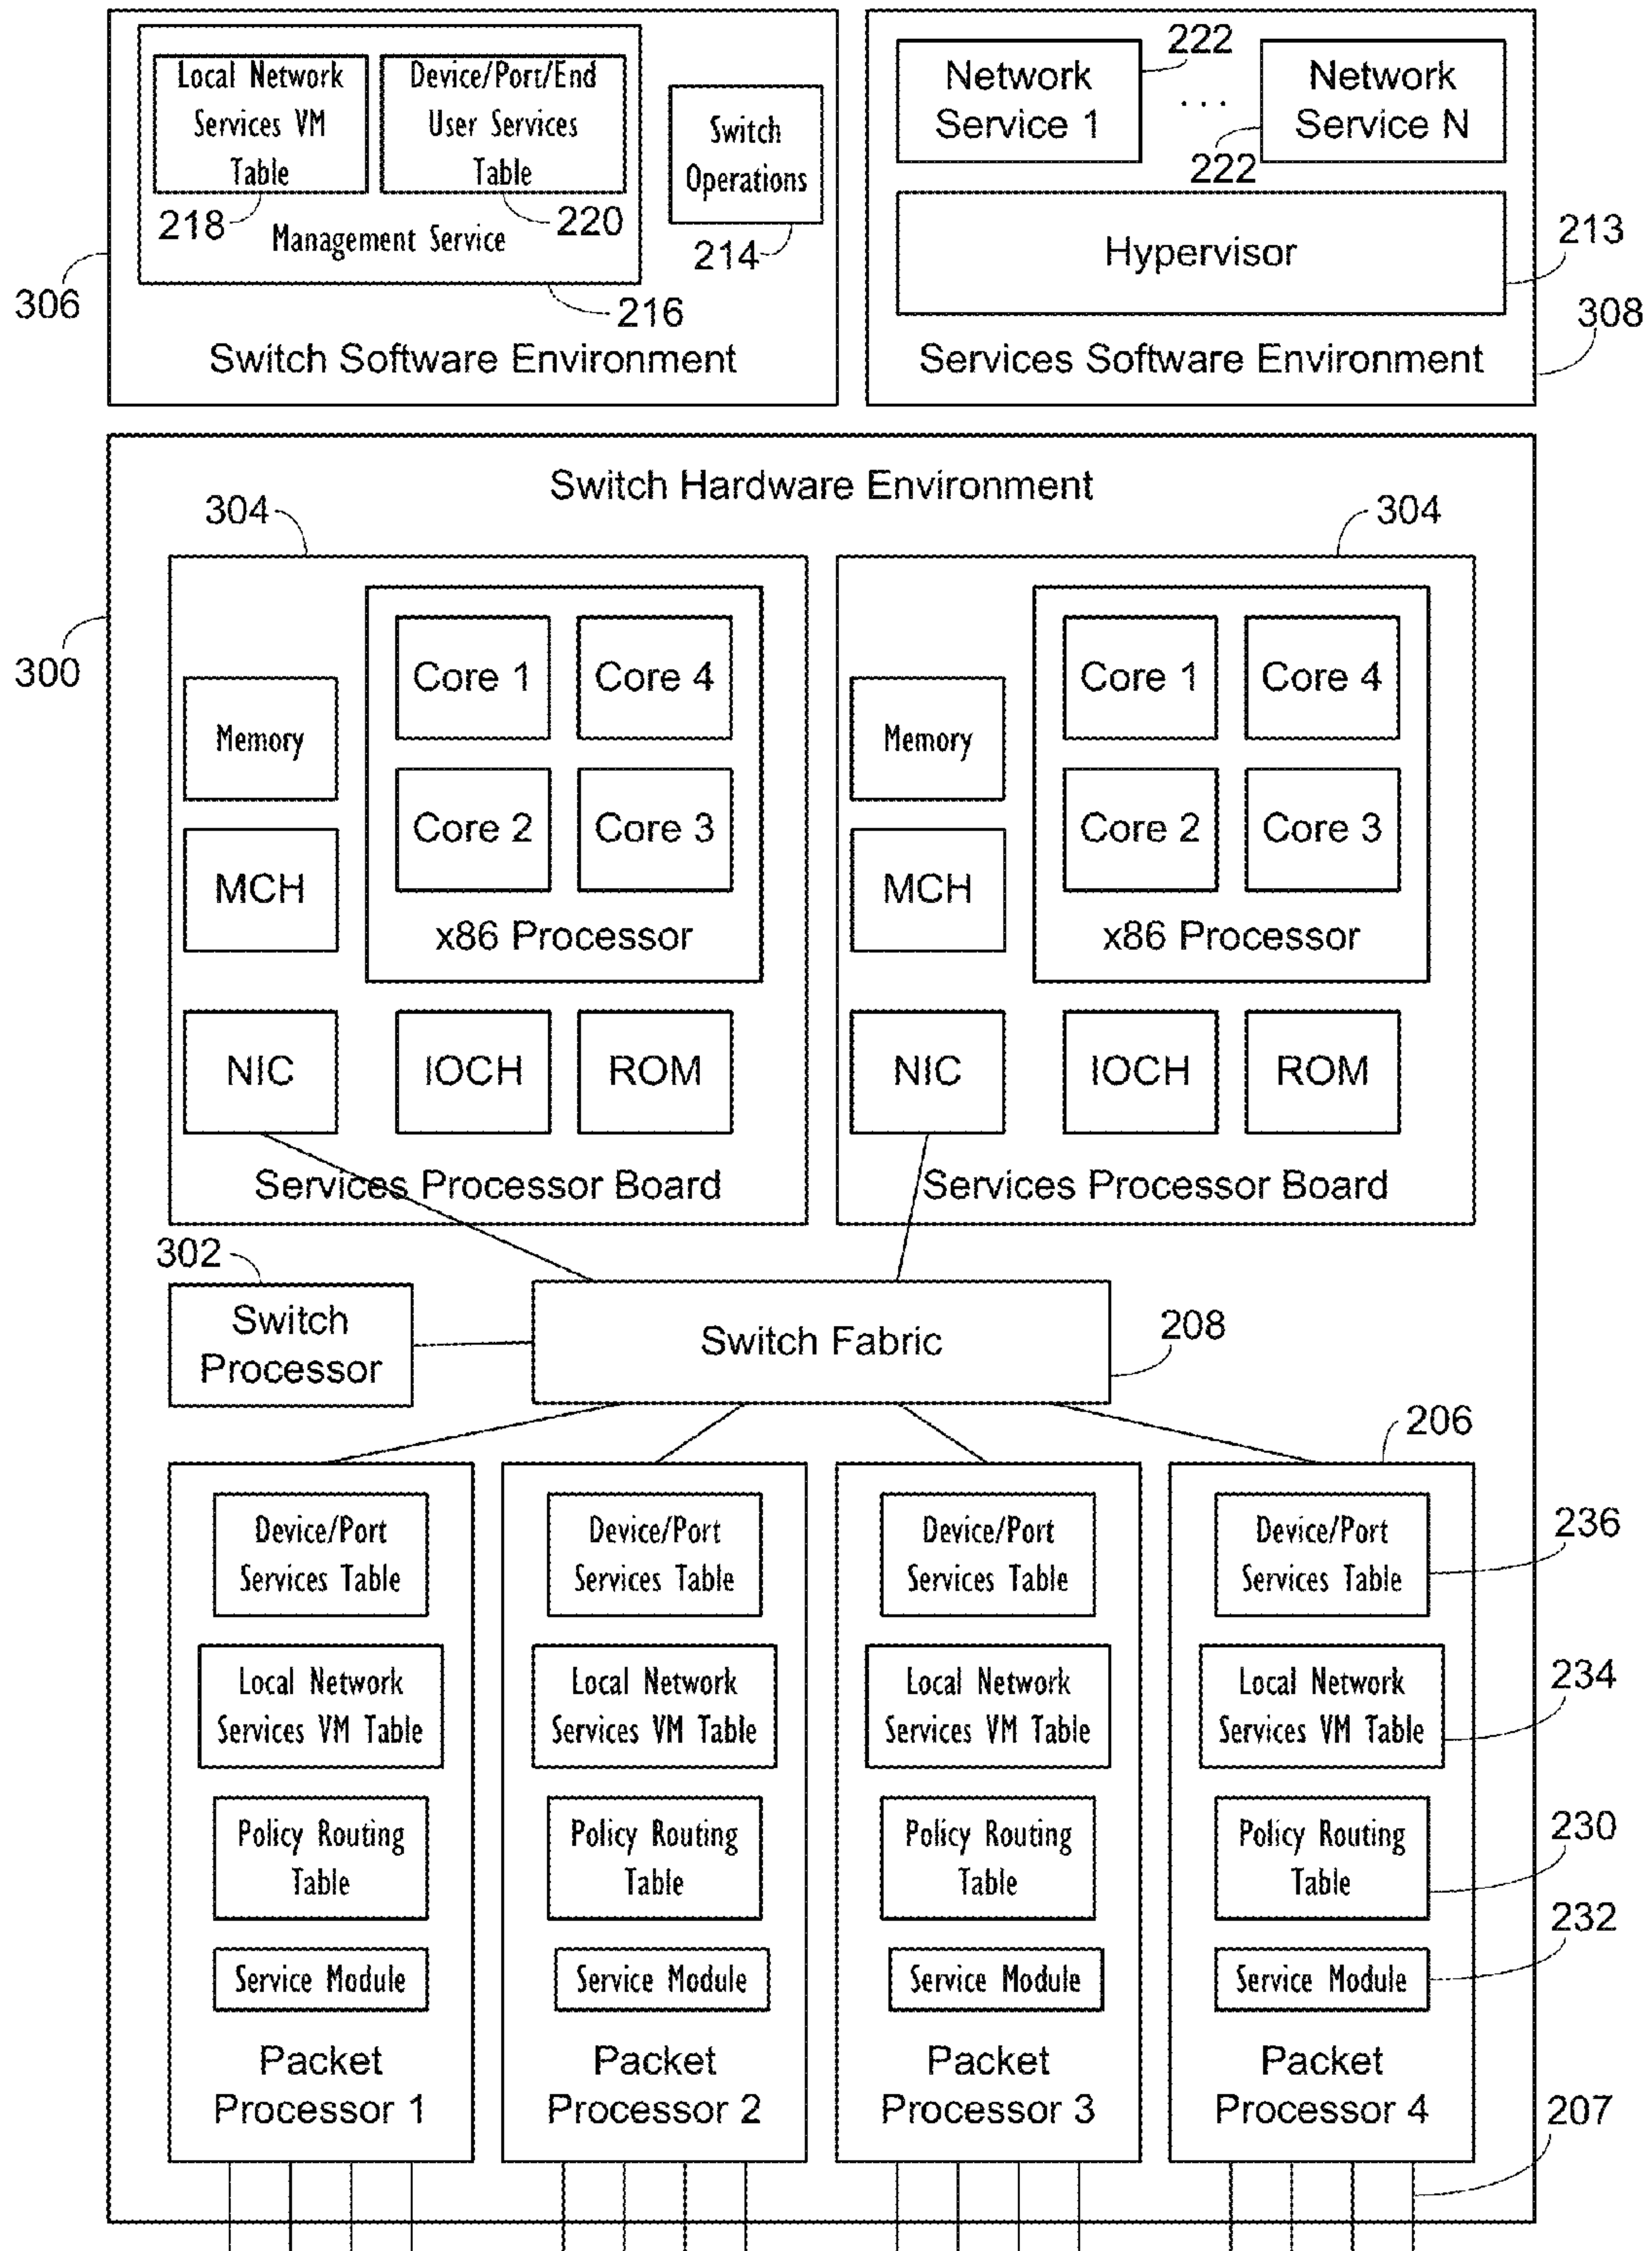 Local Network
Services VM
Table
218
Device/Port/End
User Services
Table
220
Management Service
216
Switch
Operations
214
306
Switch Software Environment
Network
Service 1
222
. . .
222
Network
Service N
Hypervisor
213
308
Services Software Environment
Switch Hardware Environment
304
304
300
Memory
MCH
NIC
Core 1
Core 4
Core 2
Core 3
x86 Processor
IOCH
ROM
Services Processor Board
Memory
MCH
NIC
Core 1
Core 4
Core 2
Core 3
x86 Processor
IOCH
ROM
Services Processor Board
302
Switch
Processor
Switch Fabric
208
206
Device/Port
Services Table
Local Network
Services VM Table
Policy Routing
Table
Service Module
Packet
Processor 1
Device/Port
Services Table
Local Network
Services VM Table
Policy Routing
Table
Service Module
Packet
Processor 2
Device/Port
Services Table
Local Network
Services VM Table
Policy Routing
Table
Service Module
Packet
Processor 3
Device/Port
Services Table
236
Local Network
Services VM Table
234
Policy Routing
Table
230
Service Module
232
Packet
Processor 4
207